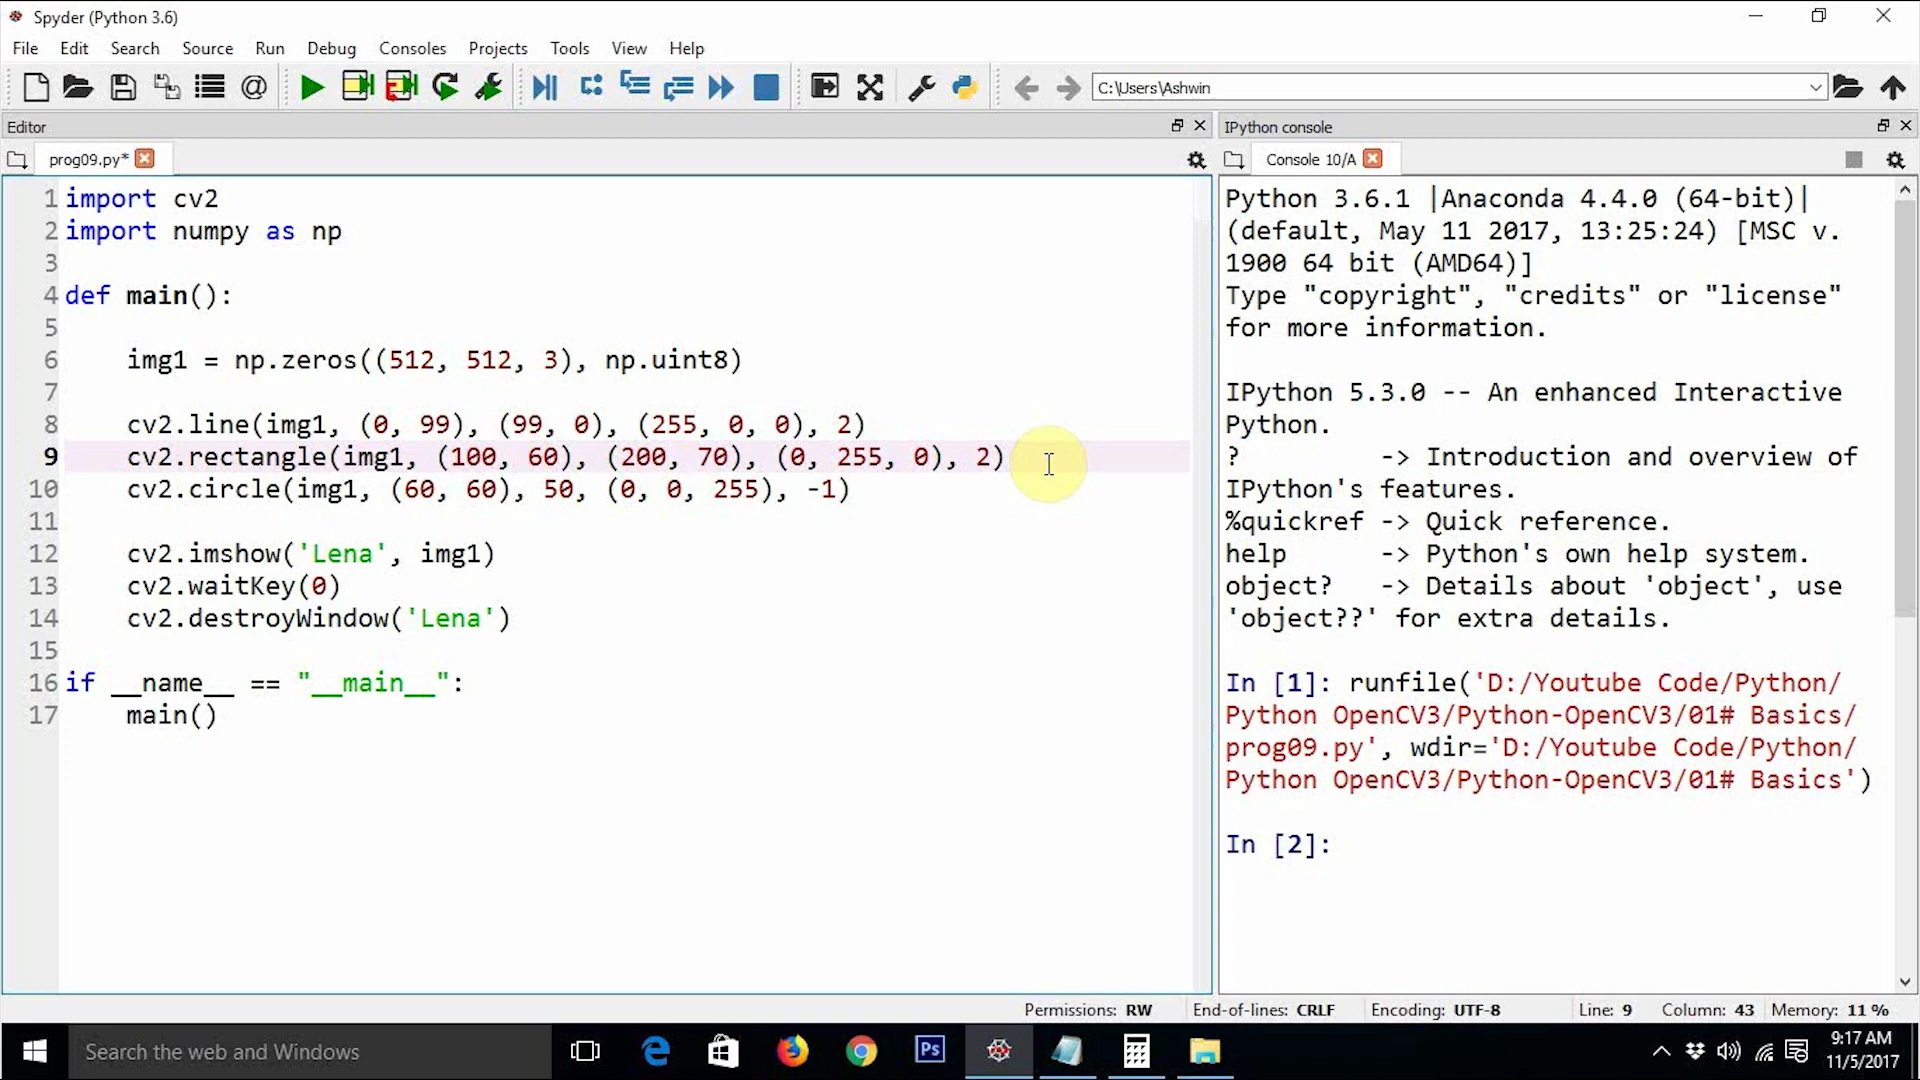 Spyder (Python 3.6)
File Edit Search Source Run Debug Consoles Projects Tools View Help
C:\Users\Ashwin
Editor
prog09.py*
1 import cv2
2 import numpy as np
3
4 def main():
5
6 img1 = np.zeros((512, 512, 3), np.uint8)
7
8 cv2.line(img1, (0, 99), (99, 0), (255, 0, 0), 2)
9 cv2.rectangle(img1, (100, 60), (200, 70), (0, 255, 0), 2)
10 cv2.circle(img1, (60, 60), 50, (0, 0, 255), -1)
11
12 cv2.imshow('Lena', img1)
13 cv2.waitKey(0)
14 cv2.destroyWindow('Lena')
15
16 if __name__ == "__main__":
17 main()
IPython console
Console 10/A
Python 3.6.1 |Anaconda 4.4.0 (64-bit)|
(default, May 11 2017, 13:25:24) [MSC v.
1900 64 bit (AMD64)]
Type "copyright", "credits" or "license"
for more information.
IPython 5.3.0 -- An enhanced Interactive
Python.
? -> Introduction and overview of
IPython's features.
%quickref -> Quick reference.
help -> Python's own help system.
object? -> Details about 'object', use
'object??' for extra details.
In [1]: runfile('D:/Youtube Code/Python/
Python OpenCV3/Python-OpenCV3/01# Basics/
prog09.py', wdir='D:/Youtube Code/Python/
Python OpenCV3/Python-OpenCV3/01# Basics')
In [2]:
Permissions: RW End-of-lines: CRLF Encoding: UTF-8 Line: 9 Column: 43 Memory: 11 %
Search the web and Windows
Ps
9:17 AM
11/5/2017